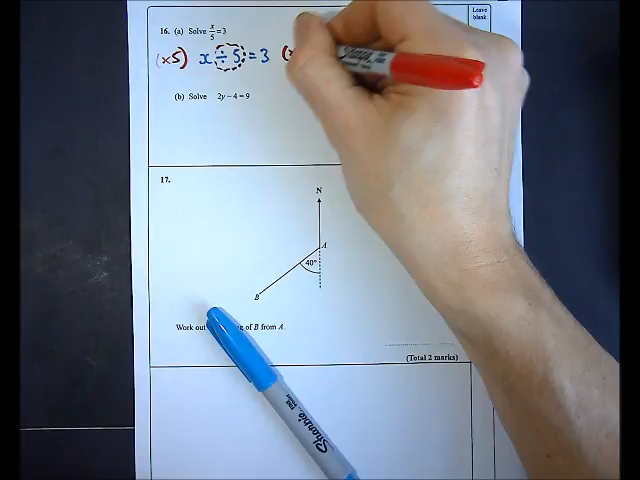 Leave
blank
16. (a) Solve x/5 = 3
(×5) x ÷ 5 = 3 (
(b) Solve 2y – 4 = 9
17.
N
A
40°
B
Work out of B from A.
(Total 2 marks)
Sharpie